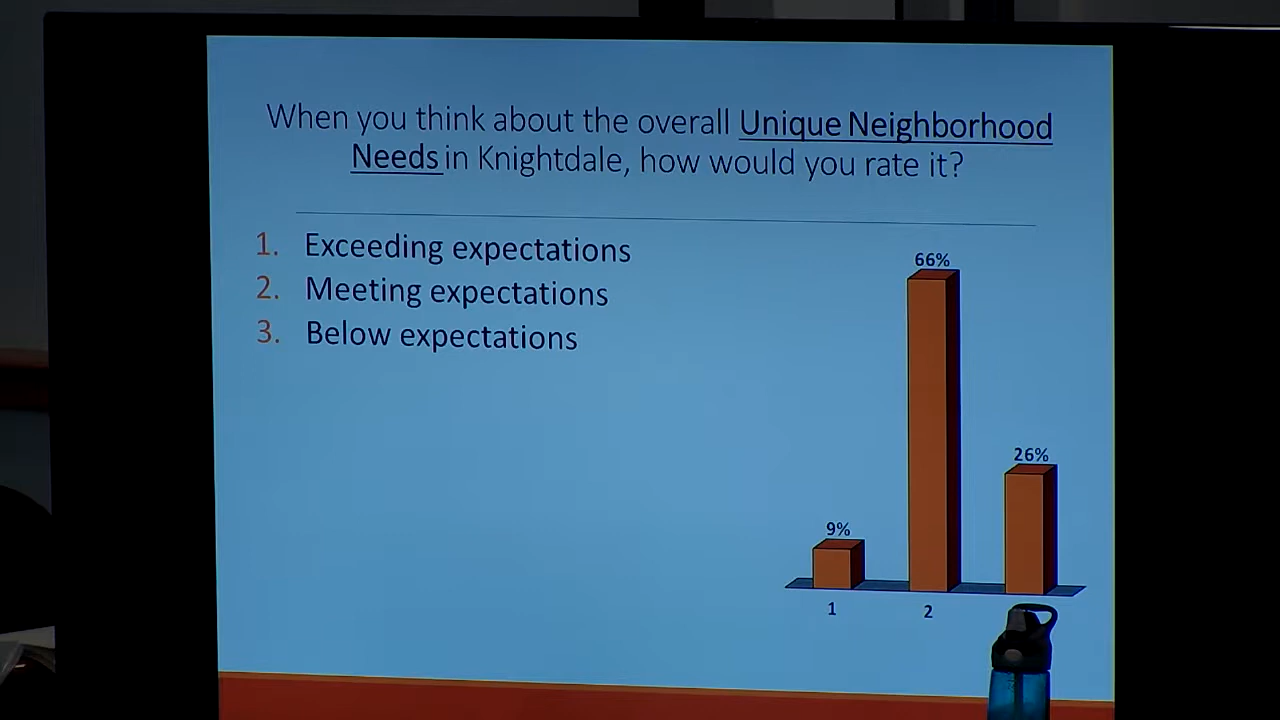 When you think about the overall Unique Neighborhood
Needs in Knightdale, how would you rate it?
1. Exceeding expectations
2. Meeting expectations
3. Below expectations
66%
26%
9%
1
2